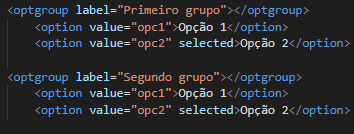 <optgroup label="Primeiro grupo"></optgroup>
    <option value="opc1">Opção 1</option>
    <option value="opc2" selected>Opção 2</option>

<optgroup label="Segundo grupo"></optgroup>
    <option value="opc1">Opção 1</option>
    <option value="opc2" selected>Opção 2</option>